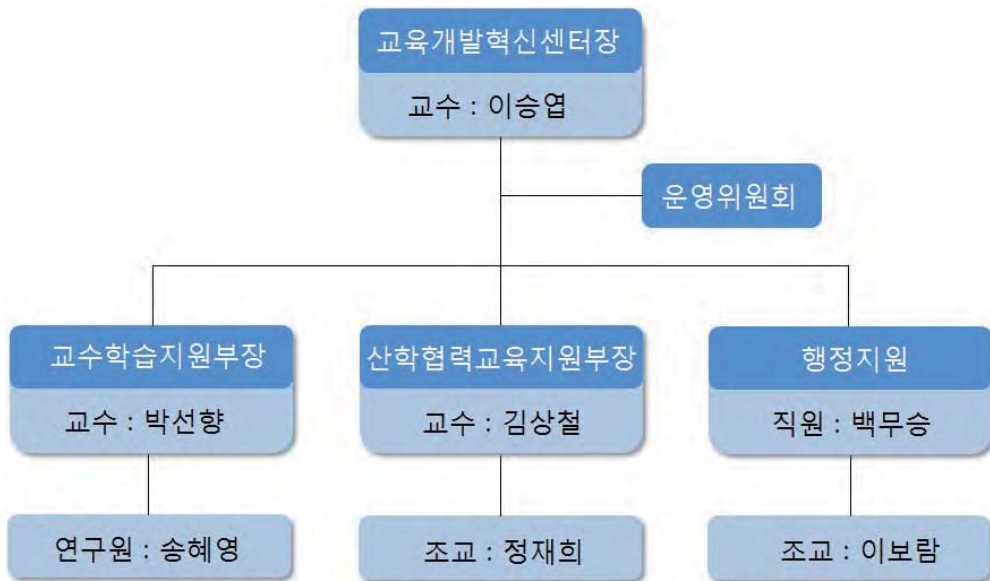 교육개발혁신센터장
교수 : 이승엽
운영위원회
교수학습지원부장
교수 : 박선향
산학협력교육지원부장
교수 : 김상철
행정지원
직원 : 백무승
연구원 : 송혜영
조교 : 정재희
조교 : 이보람